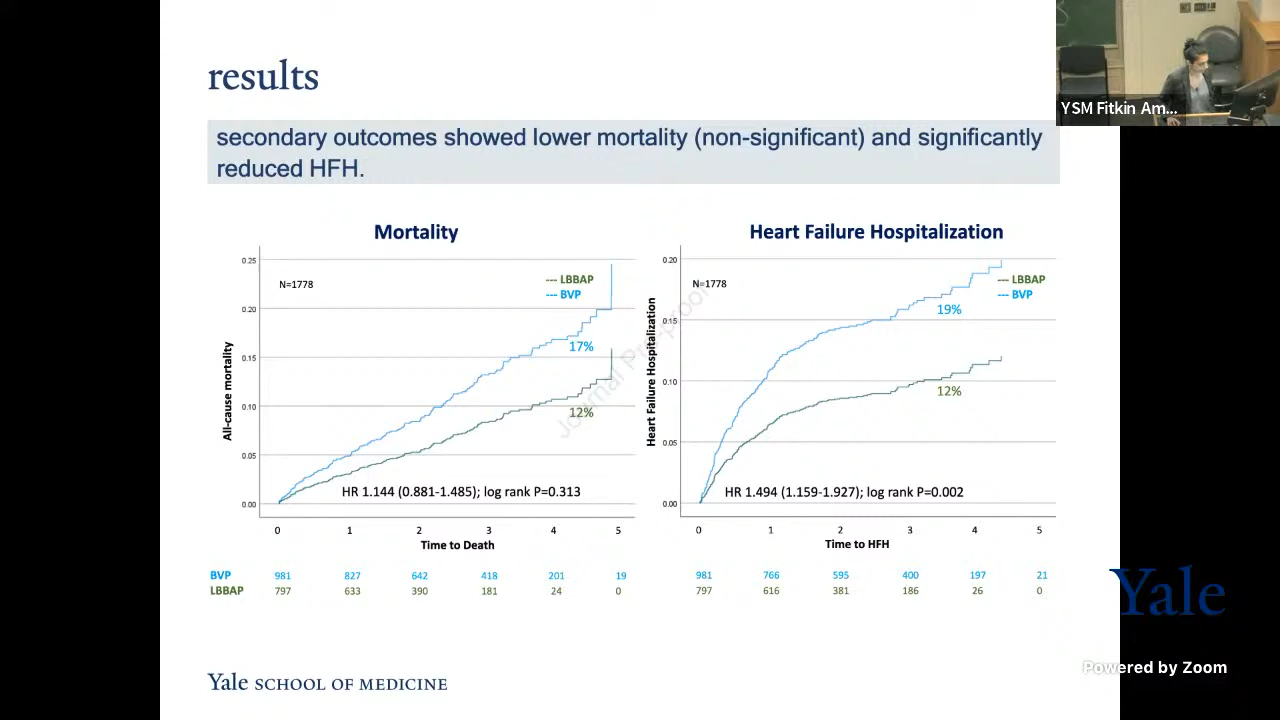 results
YSM Fitkin Am...
secondary outcomes showed lower mortality (non-significant) and significantly
reduced HFH.
Mortality
All-cause mortality
0.25
0.20
0.15
0.10
0.05
0.00
N=1778
--- LBBAP
--- BVP
17%
12%
HR 1.144 (0.881-1.485); log rank P=0.313
0 1 2 3 4 5
Time to Death
BVP 981 827 642 418 201 19
LBBAP 797 633 390 181 24 0
Heart Failure Hospitalization
Heart Failure Hospitalization
0.20
0.15
0.10
0.05
0.00
N=1778
--- LBBAP
--- BVP
19%
12%
HR 1.494 (1.159-1.927); log rank P=0.002
0 1 2 3 4 5
Time to HFH
981 766 595 400 197 21
797 616 381 186 26 0
Journal Pre-proof
Yale
Powered by Zoom
Yale SCHOOL OF MEDICINE